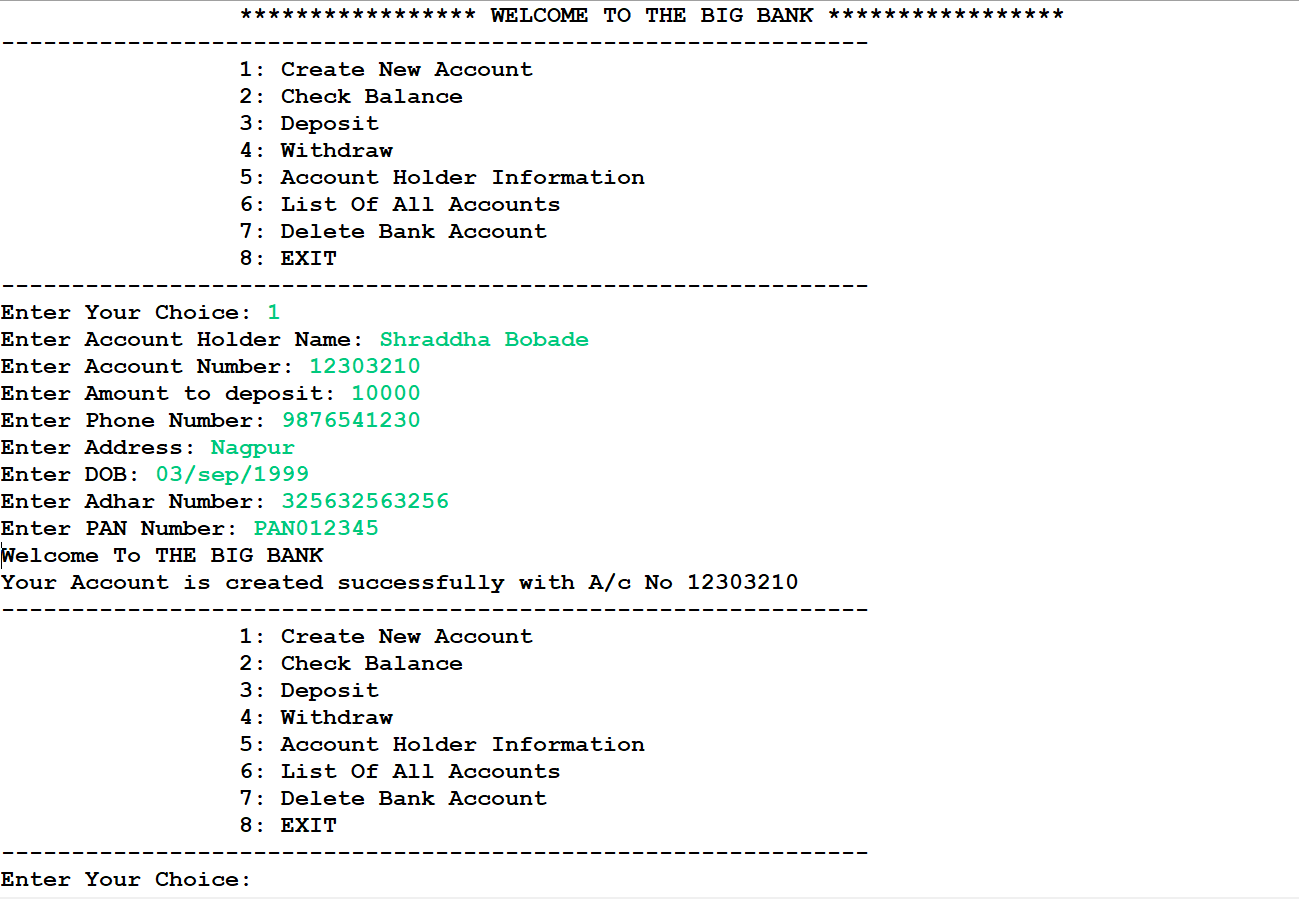 ***************** WELCOME TO THE BIG BANK *****************
--------------------------------------------------------------
1: Create New Account
2: Check Balance
3: Deposit
4: Withdraw
5: Account Holder Information
6: List Of All Accounts
7: Delete Bank Account
8: EXIT
--------------------------------------------------------------
Enter Your Choice: 1
Enter Account Holder Name: Shraddha Bobade
Enter Account Number: 12303210
Enter Amount to deposit: 10000
Enter Phone Number: 9876541230
Enter Address: Nagpur
Enter DOB: 03/sep/1999
Enter Adhar Number: 325632563256
Enter PAN Number: PAN012345
Welcome To THE BIG BANK
Your Account is created successfully with A/c No 12303210
--------------------------------------------------------------
1: Create New Account
2: Check Balance
3: Deposit
4: Withdraw
5: Account Holder Information
6: List Of All Accounts
7: Delete Bank Account
8: EXIT
--------------------------------------------------------------
Enter Your Choice: